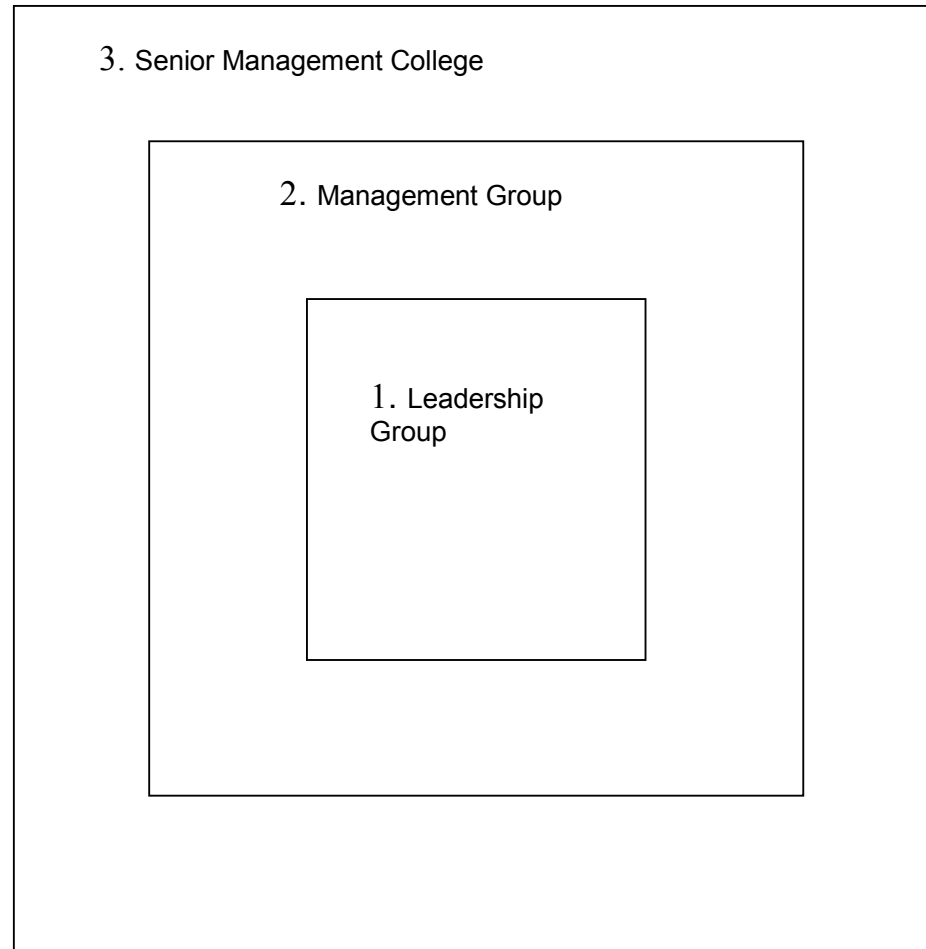 3. Senior Management College
2. Management Group
1. Leadership
Group